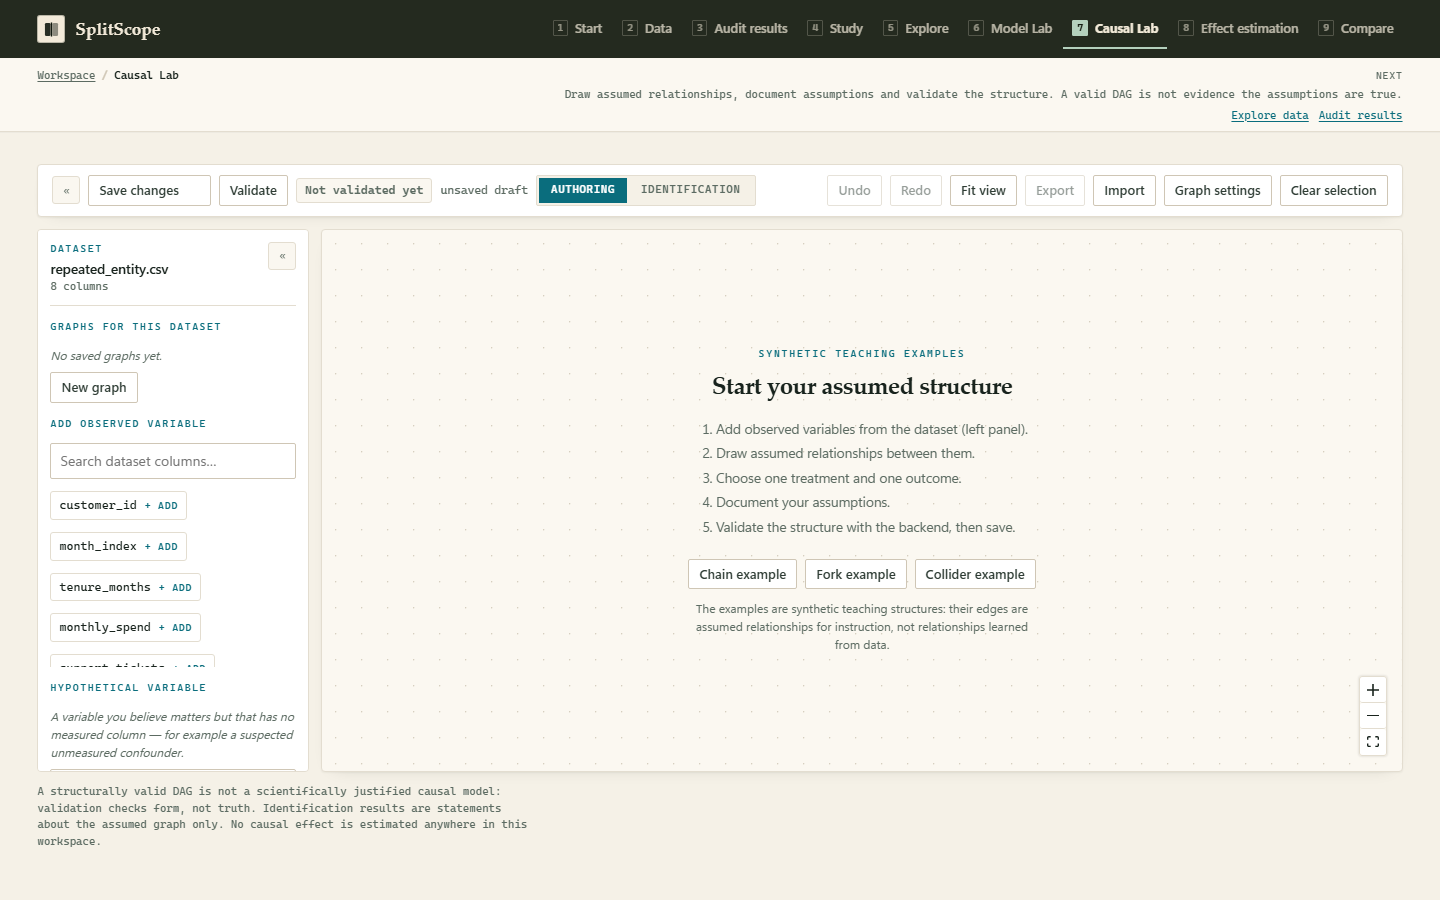 SplitScope
1 Start
2 Data
3 Audit results
4 Study
5 Explore
6 Model Lab
7 Causal Lab
8 Effect estimation
9 Compare
Workspace / Causal Lab
NEXT
Draw assumed relationships, document assumptions and validate the structure. A valid DAG is not evidence the assumptions are true.
Explore data Audit results
« Save changes Validate Not validated yet unsaved draft AUTHORING IDENTIFICATION Undo Redo Fit view Export Import Graph settings Clear selection
DATASET
«
repeated_entity.csv
8 columns
GRAPHS FOR THIS DATASET
No saved graphs yet.
New graph
ADD OBSERVED VARIABLE
Search dataset columns...
customer_id + ADD
month_index + ADD
tenure_months + ADD
monthly_spend + ADD
current_tickets + ADD
HYPOTHETICAL VARIABLE
A variable you believe matters but that has no
measured column — for example a suspected
unmeasured confounder.
SYNTHETIC TEACHING EXAMPLES
Start your assumed structure
1. Add observed variables from the dataset (left panel).
2. Draw assumed relationships between them.
3. Choose one treatment and one outcome.
4. Document your assumptions.
5. Validate the structure with the backend, then save.
Chain example Fork example Collider example
The examples are synthetic teaching structures: their edges are
assumed relationships for instruction, not relationships learned
from data.
A structurally valid DAG is not a scientifically justified causal model:
validation checks form, not truth. Identification results are statements
about the assumed graph only. No causal effect is estimated anywhere in this
workspace.